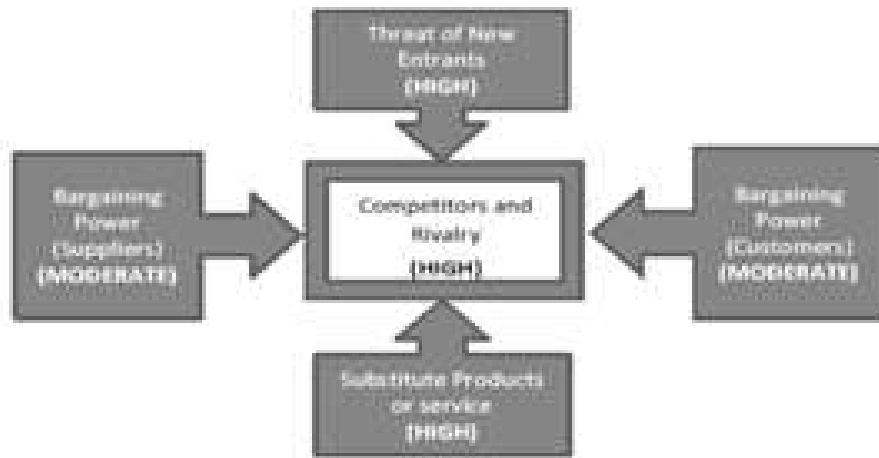 Threat of New
Entrants
(HIGH)
Bargaining
Power
(Suppliers)
(MODERATE)
Competitors and
Rivalry
(HIGH)
Bargaining
Power
(Customers)
(MODERATE)
Substitute Products
or service
(HIGH)